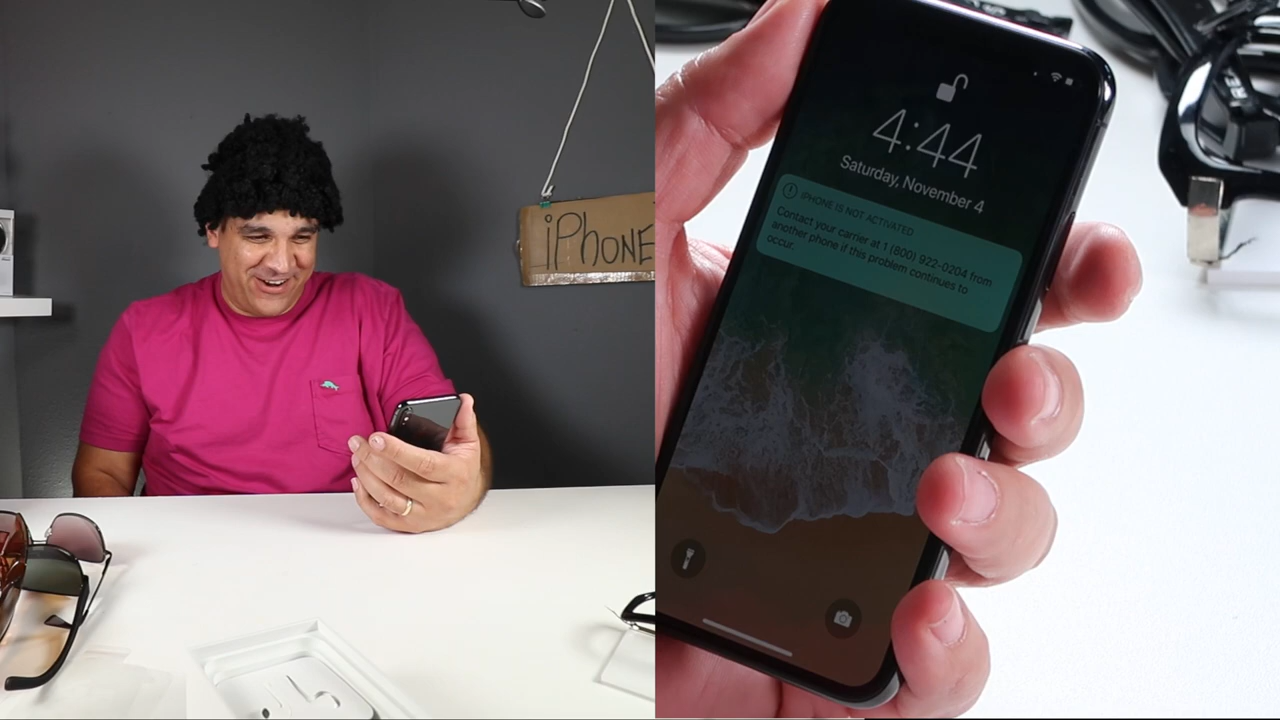 iPHONE
4:44
Saturday, November 4
IPHONE IS NOT ACTIVATED
Contact your carrier at 1 (800) 922-0204 from
another phone if this problem continues to
occur.